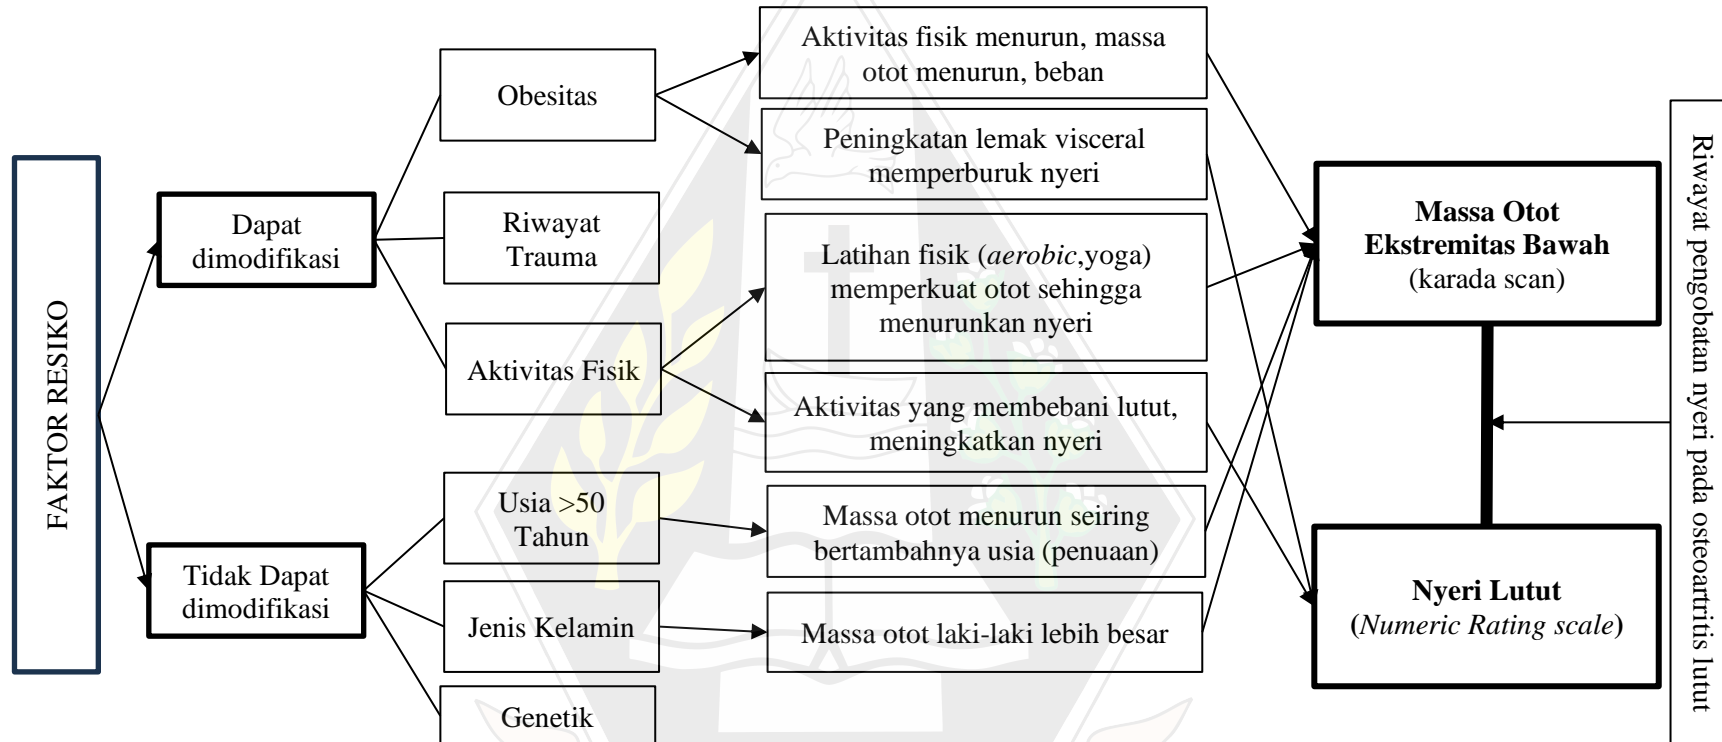 FAKTOR RESIKO
Dapat
dimodifikasi
Tidak Dapat
dimodifikasi
Obesitas
Riwayat
Trauma
Aktivitas Fisik
Usia >50
Tahun
Jenis Kelamin
Genetik
Aktivitas fisik menurun, massa
otot menurun, beban
Peningkatan lemak visceral
memperburuk nyeri
Latihan fisik (aerobic,yoga)
memperkuat otot sehingga
menurunkan nyeri
Aktivitas yang membebani lutut,
meningkatkan nyeri
Massa otot menurun seiring
bertambahnya usia (penuaan)
Massa otot laki-laki lebih besar
Massa Otot
Ekstremitas Bawah
(karada scan)
Nyeri Lutut
(Numeric Rating scale)
Riwayat pengobatan nyeri pada osteoartritis lutut